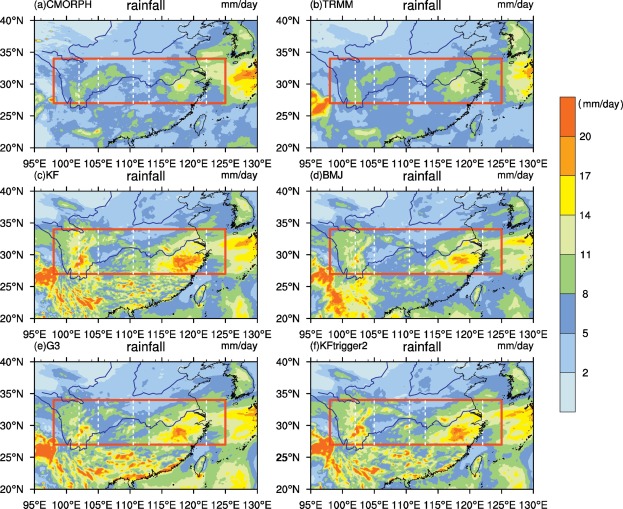 (a)CMORPH rainfall mm/day (b)TRMM rainfall mm/day
40°N 40°N
35°N 35°N
30°N 30°N
25°N 25°N
20°N 20°N
95°E 100°E 105°E 110°E 115°E 120°E 125°E 130°E 95°E 100°E 105°E 110°E 115°E 120°E 125°E 130°E
(c)KF rainfall mm/day (d)BMJ rainfall mm/day
40°N 40°N
35°N 35°N
30°N 30°N
25°N 25°N
20°N 20°N
95°E 100°E 105°E 110°E 115°E 120°E 125°E 130°E 95°E 100°E 105°E 110°E 115°E 120°E 125°E 130°E
(e)G3 rainfall mm/day (f)KFtrigger2 rainfall mm/day
40°N 40°N
35°N 35°N
30°N 30°N
25°N 25°N
20°N 20°N
95°E 100°E 105°E 110°E 115°E 120°E 125°E 130°E 95°E 100°E 105°E 110°E 115°E 120°E 125°E 130°E
(mm/day)
20
17
14
11
8
5
2